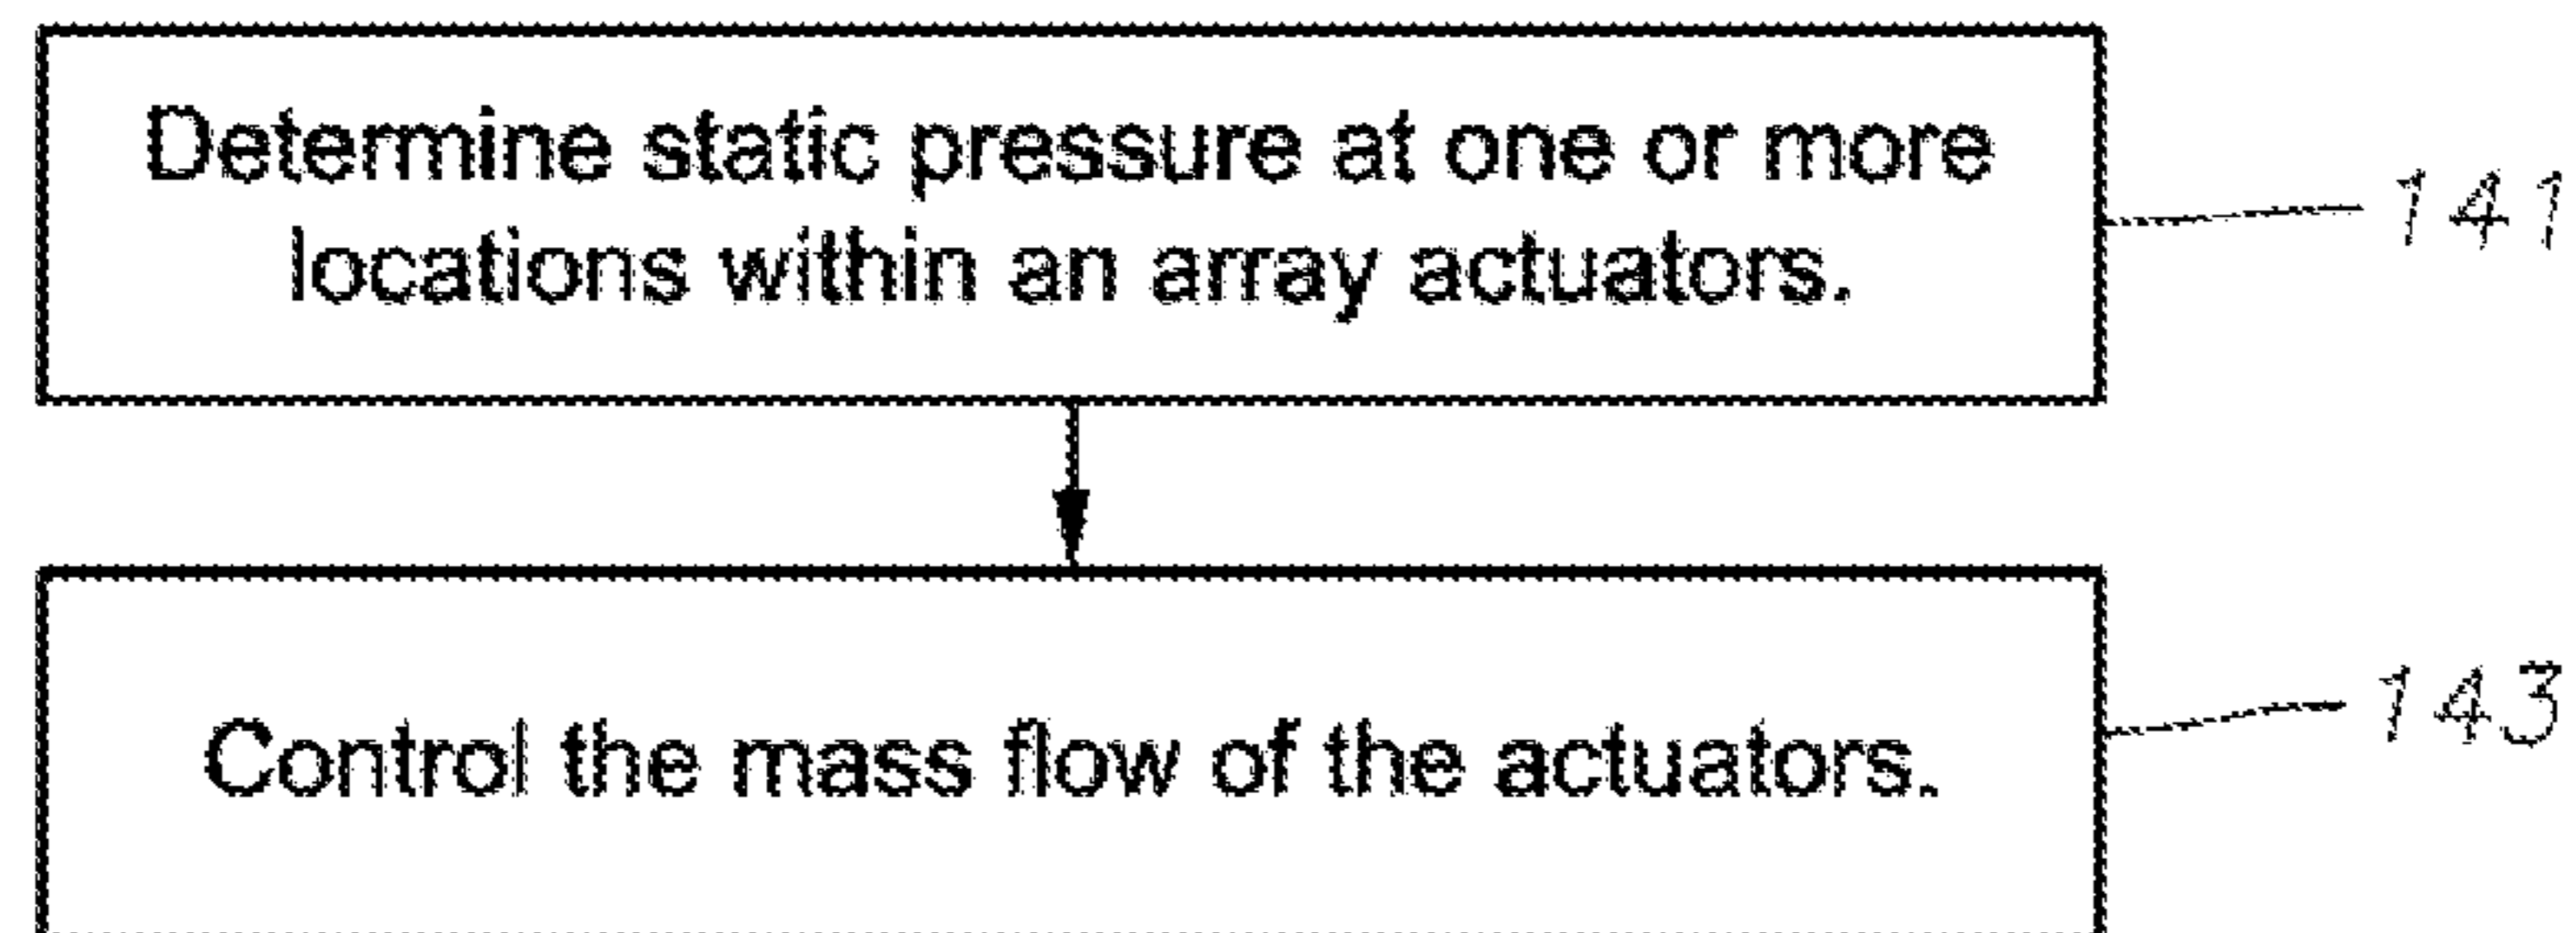 Determine static pressure at one or more
locations within an array actuators.
141
Control the mass flow of the actuators.
143